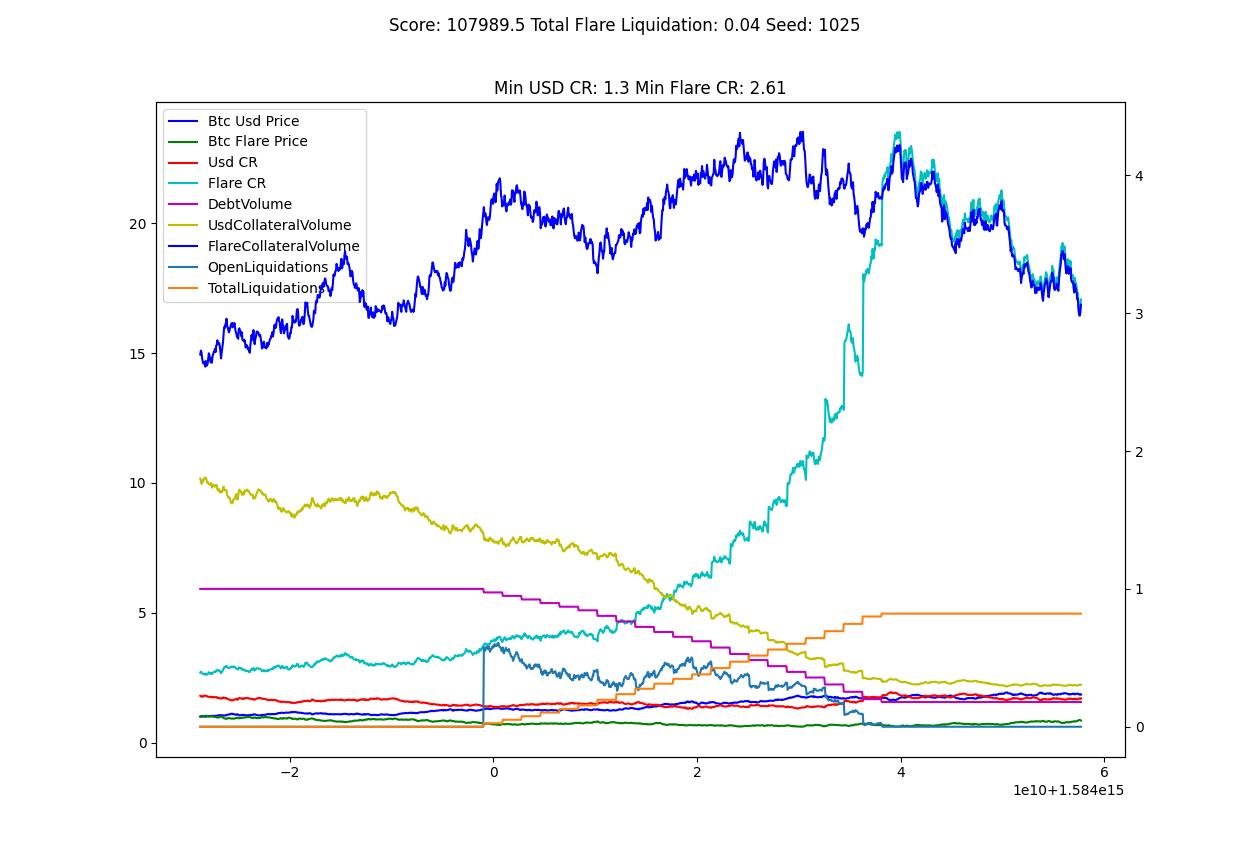 Score: 107989.5 Total Flare Liquidation: 0.04 Seed: 1025
Min USD CR: 1.3 Min Flare CR: 2.61
Btc Usd Price
Btc Flare Price
Usd CR
Flare CR
DebtVolume
UsdCollateralVolume
FlareCollateralVolume
OpenLiquidations
TotalLiquidations
20
15
10
5
0
4
3
2
1
0
−2
0
2
4
6
1e10+1.584e15